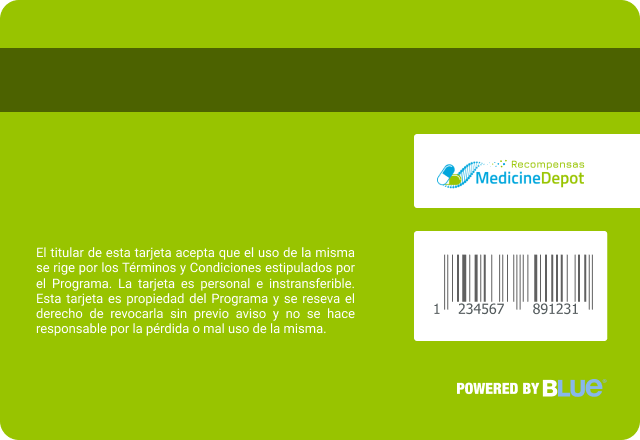 Recompensas
MedicineDepot
El titular de esta tarjeta acepta que el uso de la misma
se rige por los Términos y Condiciones estipulados por
el Programa. La tarjeta es personal e instransferible.
Esta tarjeta es propiedad del Programa y se reseva el
derecho de revocarla sin previo aviso y no se hace
responsable por la pérdida o mal uso de la misma.
1 234567 891231
POWERED BY BLUe